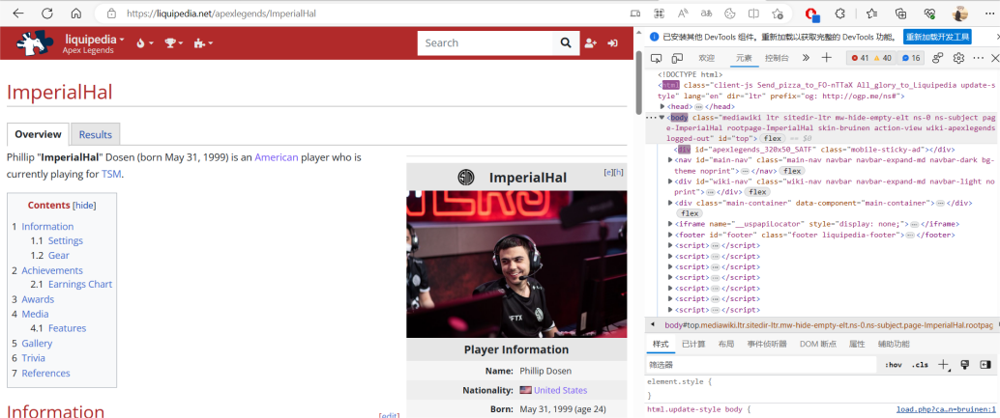 https://liquipedia.net/apexlegends/ImperialHal
liquipedia
Apex Legends
Search
ImperialHal
Overview
Results
Phillip "ImperialHal" Dosen (born May 31, 1999) is an American player who is
currently playing for TSM.
Contents [hide]
1 Information
1.1 Settings
1.2 Gear
2 Achievements
2.1 Earnings Chart
3 Awards
4 Media
4.1 Features
5 Gallery
6 Trivia
7 References
Information
[edit]
ImperialHal
[e][h]
Player Information
Name: Phillip Dosen
Nationality: United States
Born: May 31, 1999 (age 24)
已安装其他 DevTools 组件。重新加载以获取完整的 DevTools 功能。 重新加载开发工具
欢迎 元素 控制台 41 40 16
<!DOCTYPE html>
<html class="client-js Send_pizza_to_FO-nTTaX All_glory_to_Liquipedia update-
style" lang="en" dir="ltr" prefix="og: http://ogp.me/ns#">
<head>…</head>
<body class="mediawiki ltr sitedir-ltr mw-hide-empty-elt ns-0 ns-subject pag
e-ImperialHal rootpage-ImperialHal skin-bruinen action-view wiki-apexlegends
logged-out" id="top"> flex == $0
<div id="apexlegends_320x50_SATF" class="mobile-sticky-ad"></div>
<nav id="main-nav" class="main-nav navbar navbar-expand-md navbar-dark bg-
theme noprint">…</nav> flex
<div id="wiki-nav" class="wiki-nav navbar navbar-expand-md navbar-light no
print">…</div> flex
<div class="main-container" data-component="main-container">…</div>
flex
<iframe name="__uspapiLocator" style="display: none;">…</iframe>
<footer id="footer" class="footer liquipedia-footer">…</footer>
<script>…</script>
<script>…</script>
<script>…</script>
<script>…</script>
<script>…</script>
<script>…</script>
<script>…</script>
body#top.mediawiki.ltr.sitedir-ltr.mw-hide-empty-elt.ns-0.ns-subject.page-ImperialHal.rootpag
样式 已计算 布局 事件侦听器 DOM 断点 属性 辅助功能
筛选器 :hov .cls
element.style {
}
html.update-style body { load.php?ca…n=bruinen:1